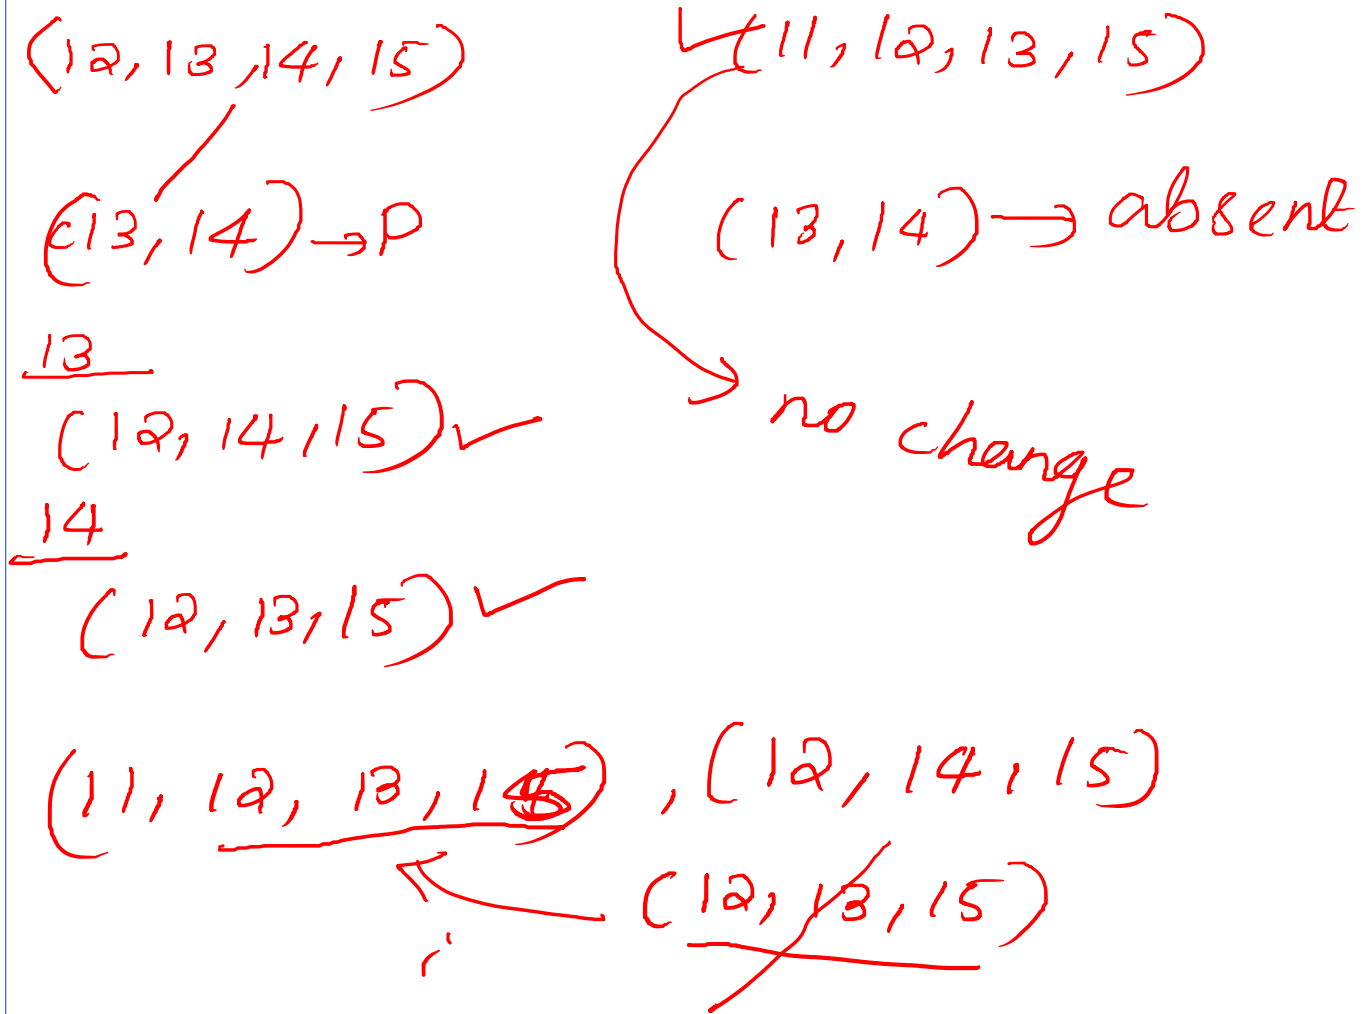 (12, 13, 14, 15)
(13, 14) → P
13
(12, 14, 15) ✓
14
(12, 13, 15) ✓
✓ (11, 12, 13, 15)
(13, 14) → absent
no change
(11, 12, 13, 15), (12, 14, 15)
(12, 13, 15)